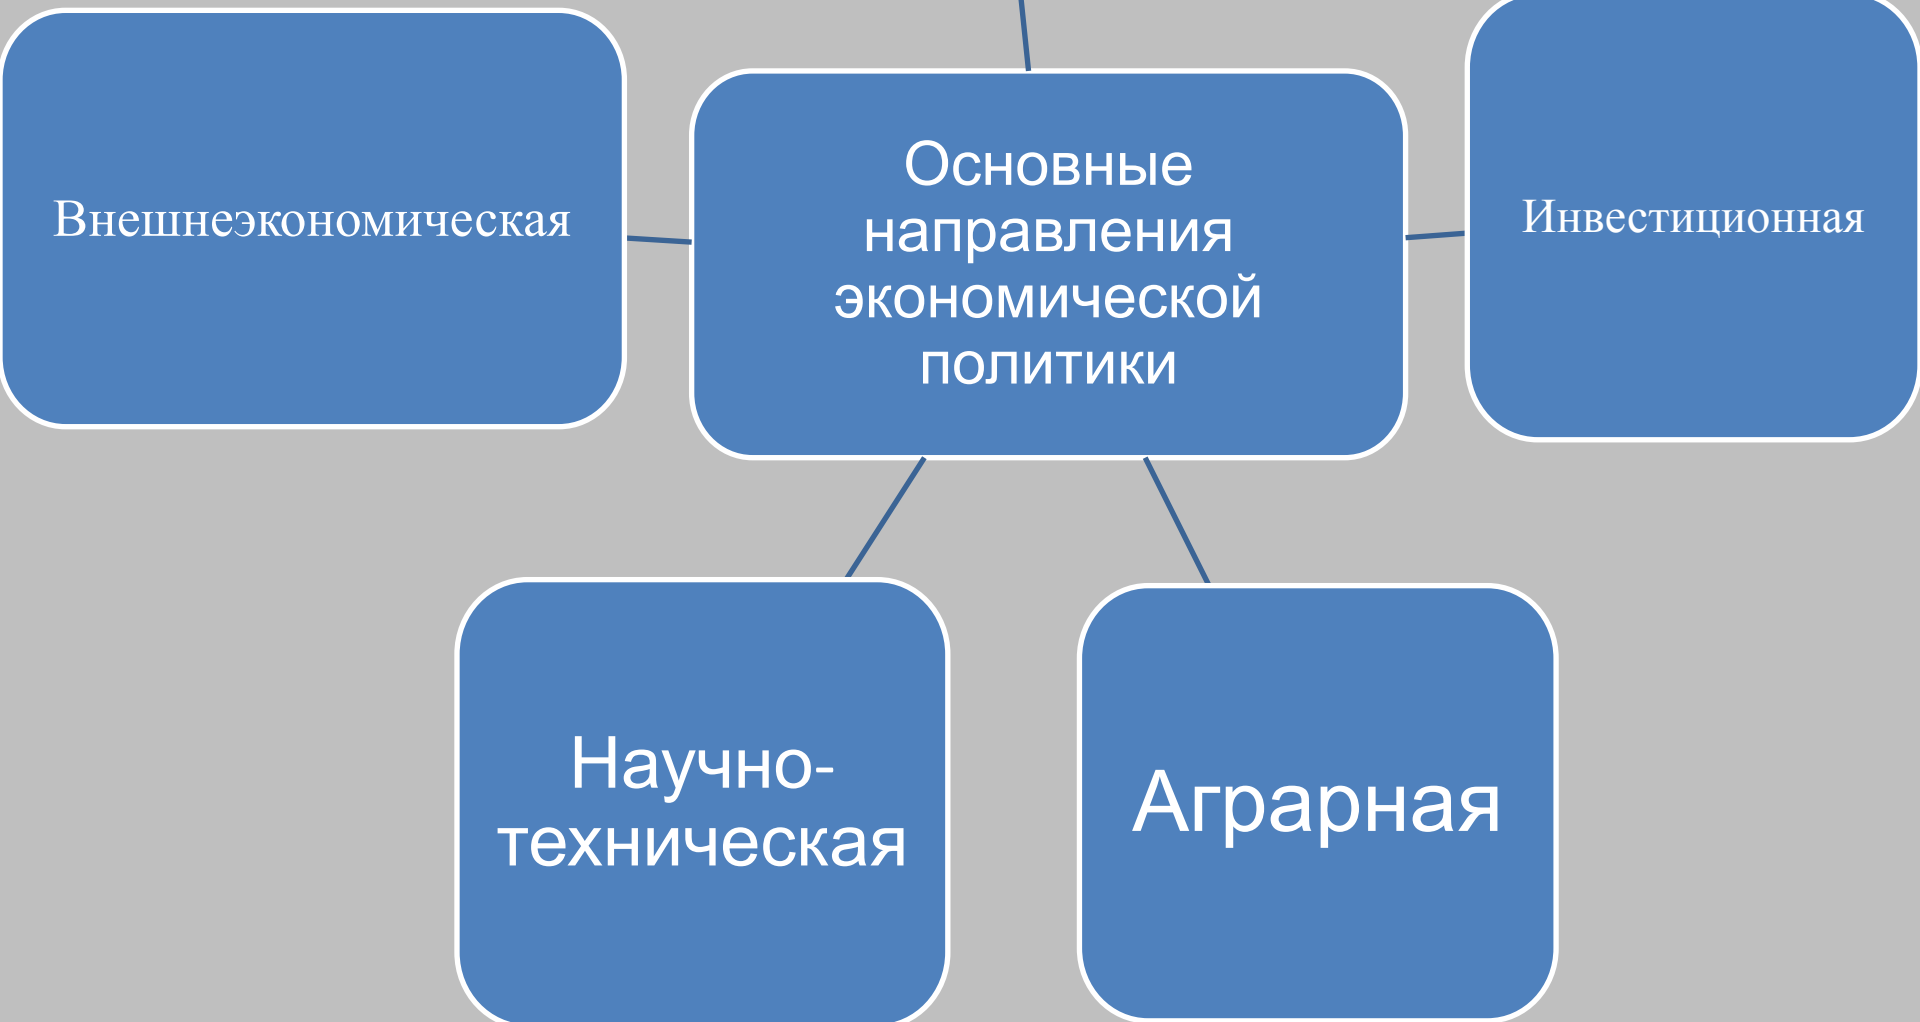 Внешнеэкономическая
Основные
направления
экономической
политики
Инвестиционная
Научно-
техническая
Аграрная